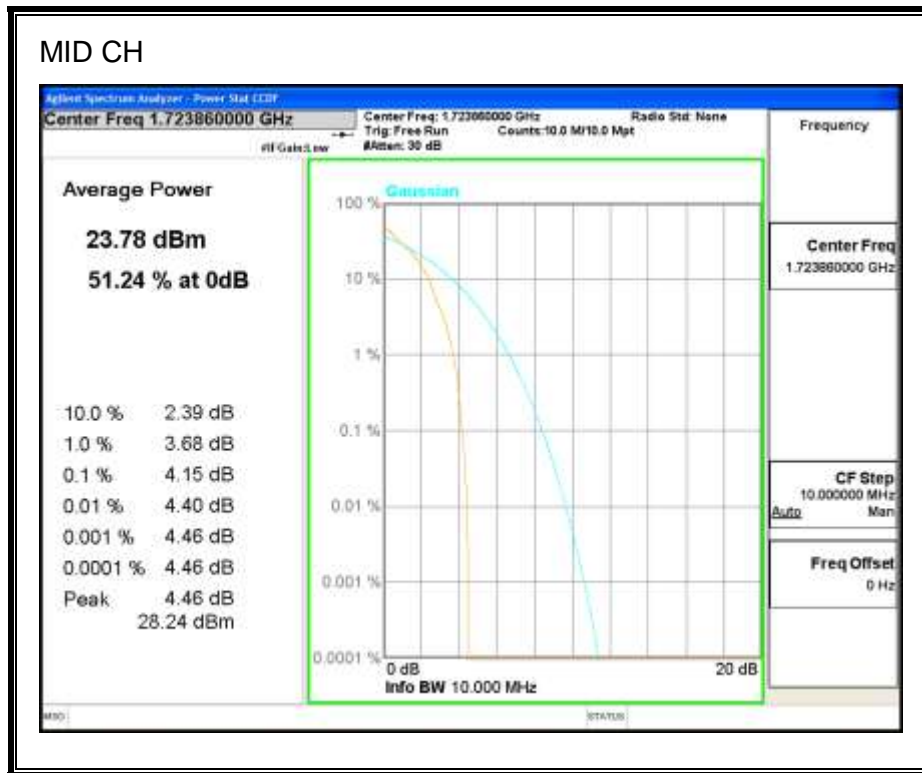 MID CH
Agilent Spectrum Analyzer - Power Stat CCDF
Center Freq 1.723860000 GHz
#IFGain:Low
Center Freq: 1.723860000 GHz
Radio Std: None
Trig: Free Run
Counts:10.0 M/10.0 Mpt
#Atten: 30 dB
Frequency
Average Power
23.78 dBm
51.24 % at 0dB
10.0 % 2.39 dB
1.0 % 3.68 dB
0.1 % 4.15 dB
0.01 % 4.40 dB
0.001 % 4.46 dB
0.0001 % 4.46 dB
Peak 4.46 dB
28.24 dBm
Gaussian
100 %
10 %
1 %
0.1 %
0.01 %
0.001 %
0.0001 %
0 dB
20 dB
Info BW 10.000 MHz
Center Freq
1.723860000 GHz
CF Step
10.000000 MHz
Auto Man
Freq Offset
0 Hz
MSG
STATUS